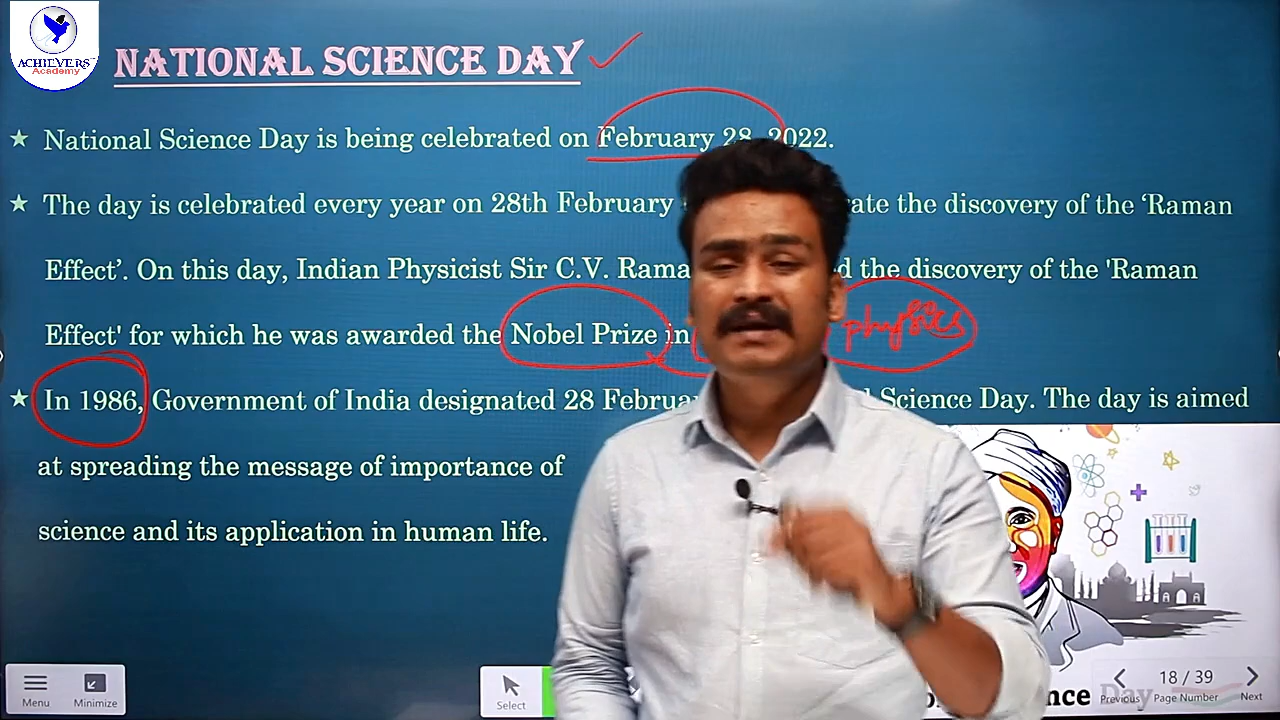 ACHIEVERS
Academy
NATIONAL SCIENCE DAY
National Science Day is being celebrated on February 28, 2022.
The day is celebrated every year on 28th February ate the discovery of the ‘Raman
Effect’. On this day, Indian Physicist Sir C.V. Rama d the discovery of the 'Raman
Effect' for which he was awarded the Nobel Prize in physics
In 1986, Government of India designated 28 Februa l Science Day. The day is aimed
at spreading the message of importance of
science and its application in human life.
Menu Minimize Select nce Day Previous 18 / 39 Page Number Next